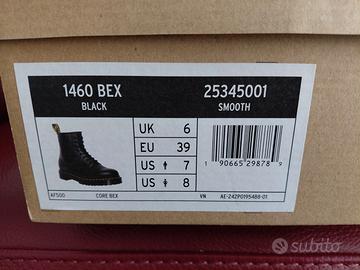 1460 BEX 25345001
BLACK SMOOTH
UK 6
EU 39
US 7
US 8
1 90665 29878 9
AF500 CORE BEX VN AE-242P0195488-01
subito